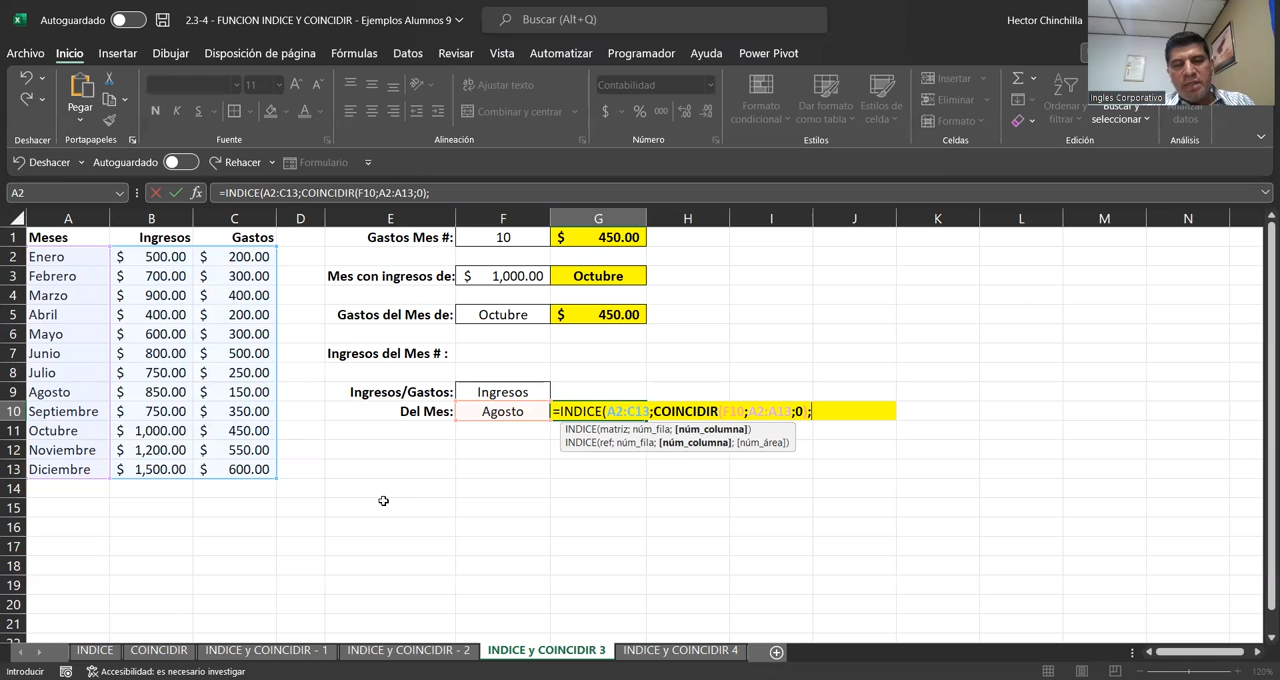 Autoguardado
2.3-4 - FUNCION INDICE Y COINCIDIR - Ejemplos Alumnos 9
Buscar (Alt+Q)
Hector Chinchilla
Archivo Inicio Insertar Dibujar Disposición de página Fórmulas Datos Revisar Vista Automatizar Programador Ayuda Power Pivot
Pegar
11
Ajustar texto
Contabilidad
Combinar y centrar
Formato condicional
Dar formato como tabla
Estilos de celda
Insertar
Eliminar
Formato
Ordenar y filtrar
Buscar y seleccionar
datos
Ingles Corporativo
Deshacer Portapapeles Fuente Alineación Número Estilos Celdas Edición Análisis
Deshacer Autoguardado Rehacer Formulario
A2 fx =INDICE(A2:C13;COINCIDIR(F10;A2:A13;0);
A B C D E F G H I J K L M N
1 Meses Ingresos Gastos Gastos Mes #: 10 $ 450.00
2 Enero $ 500.00 $ 200.00
3 Febrero $ 700.00 $ 300.00 Mes con ingresos de: $ 1,000.00 Octubre
4 Marzo $ 900.00 $ 400.00
5 Abril $ 400.00 $ 200.00 Gastos del Mes de: Octubre $ 450.00
6 Mayo $ 600.00 $ 300.00
7 Junio $ 800.00 $ 500.00 Ingresos del Mes # :
8 Julio $ 750.00 $ 250.00
9 Agosto $ 850.00 $ 150.00 Ingresos/Gastos: Ingresos
10 Septiembre $ 750.00 $ 350.00 Del Mes: Agosto =INDICE(A2:C13;COINCIDIR(F10;A2:A13;0);
11 Octubre $ 1,000.00 $ 450.00 INDICE(matriz; núm_fila; [núm_columna])
INDICE(ref; núm_fila; [núm_columna]; [núm_área])
12 Noviembre $ 1,200.00 $ 550.00
13 Diciembre $ 1,500.00 $ 600.00
14
15
16
17
18
19
20
21
22
INDICE COINCIDIR INDICE y COINCIDIR - 1 INDICE y COINCIDIR - 2 INDICE y COINCIDIR 3 INDICE y COINCIDIR 4
Introducir Accesibilidad: es necesario investigar 120%